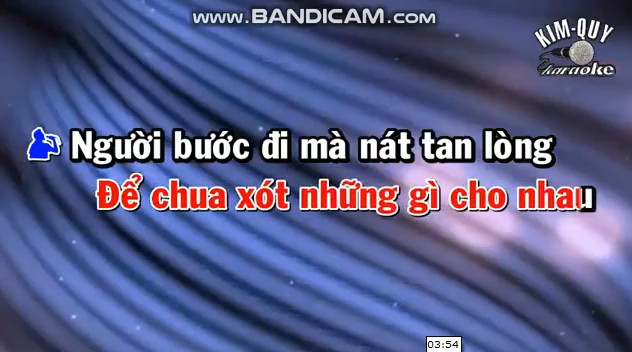 www.BANDICAM.com
KIM-QUY
karaoke
Người bước đi mà nát tan lòng
Để chua xót những gì cho nhau
03:54